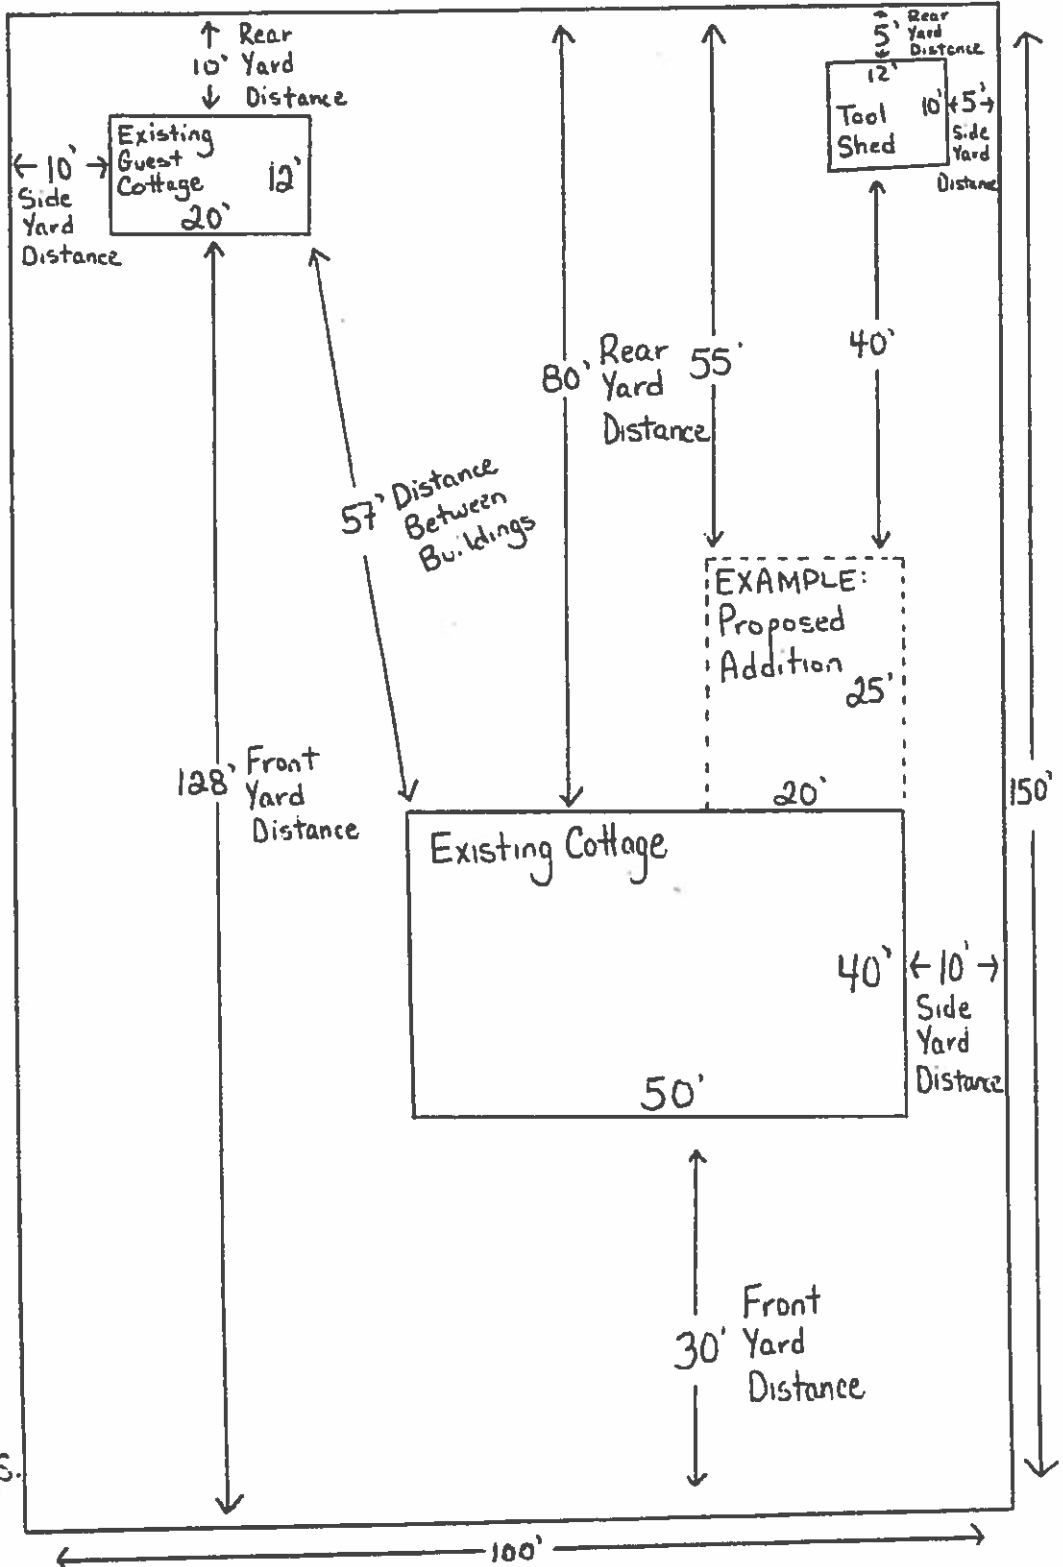 Rear
10' Yard
Distance
5' Rear
Yard
Distance
Existing
Guest
Cottage
12'
20'
10'
Side
Yard
Distance
12'
10'
Tool
Shed
5'
Side
Yard
Distance
80' Rear
Yard
Distance
55'
40'
57' Distance
Between
Buildings
EXAMPLE:
Proposed
Addition
25'
20'
128' Front
Yard
Distance
150'
Existing Cottage
40'
50'
10'
Side
Yard
Distance
30' Front
Yard
Distance
s.
100'